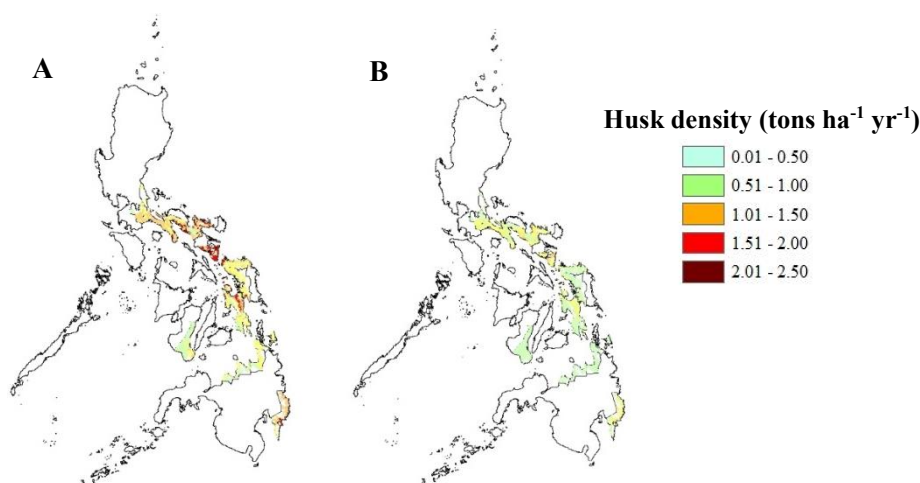 A
B
Husk density (tons ha⁻¹ yr⁻¹)
0.01 - 0.50
0.51 - 1.00
1.01 - 1.50
1.51 - 2.00
2.01 - 2.50